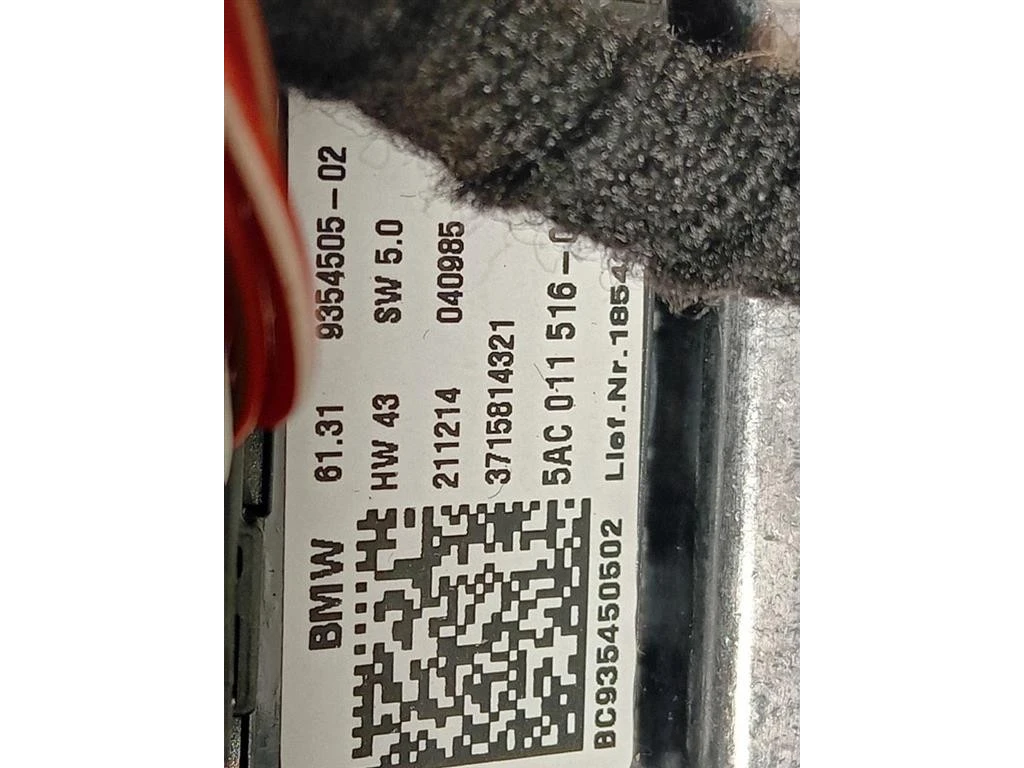 BMW 61.31 9354505-02
HW 43 SW 5.0
211214 040985
3715814321
5AC 011 516-
BC935450502 Lief.Nr.1854